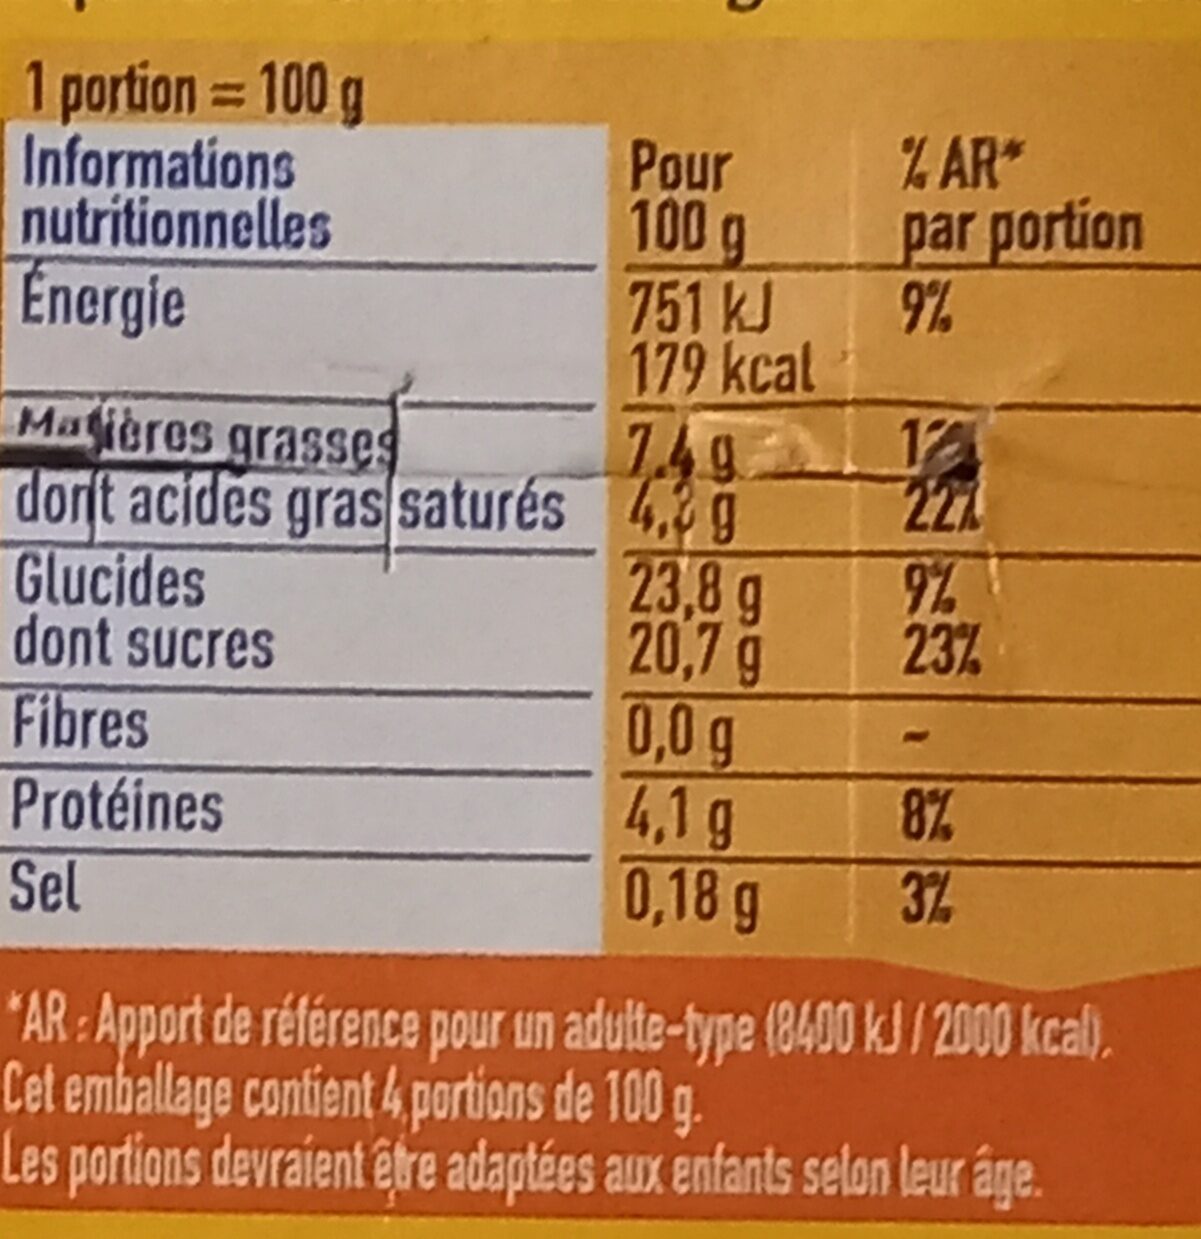 1 portion = 100 g
Informations nutritionnelles Pour 100 g % AR* par portion
Énergie 751 kJ 9%
179 kcal
Matières grasses 7,4 g
dont acides gras saturés 22%
Glucides 23,8 g 9%
dont sucres 20,7 g 23%
Fibres 0,0 g -
Protéines 4,1 g 8%
Sel 0,18 g 3%
*AR : Apport de référence pour un adulte-type (8400 kJ / 2000 kcal).
Cet emballage contient 4 portions de 100 g.
Les portions devraient être adaptées aux enfants selon leur âge.